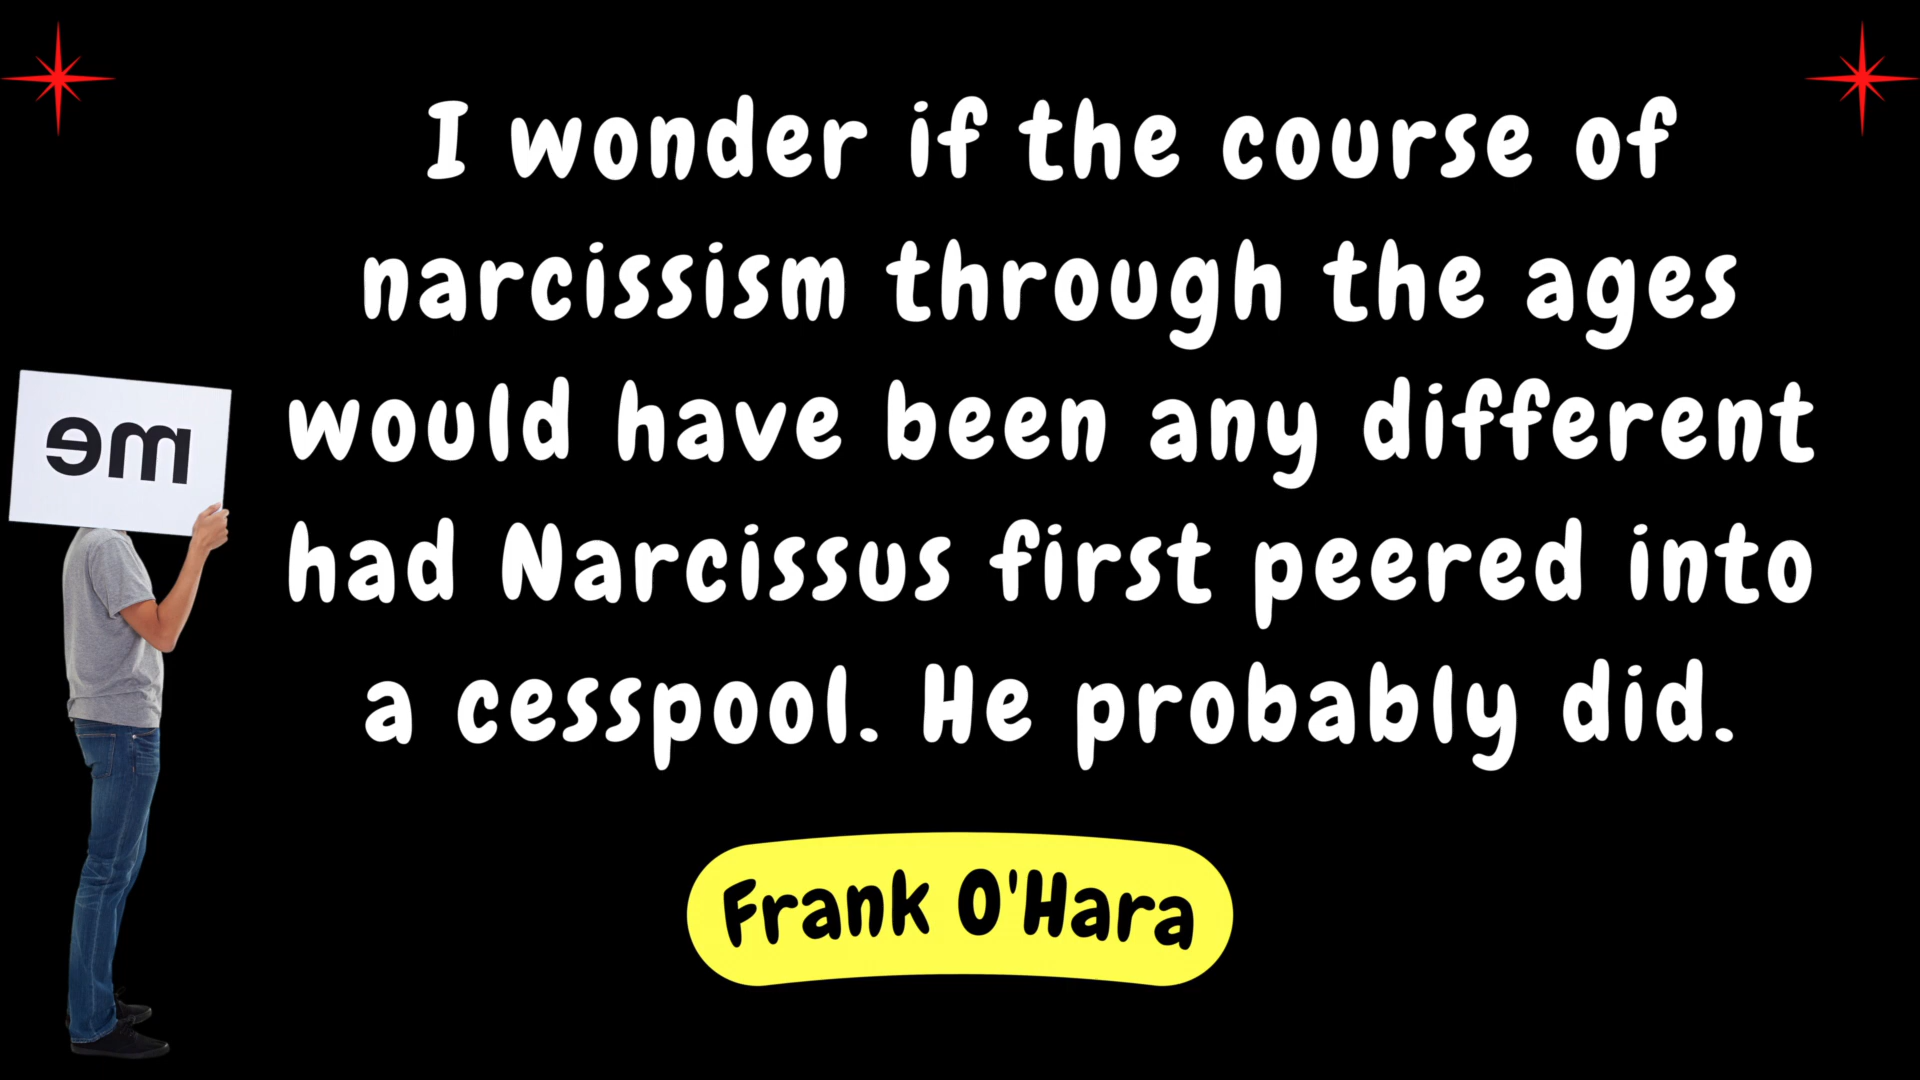 I wonder if the course of
narcissism through the ages
would have been any different
had Narcissus first peered into
a cesspool. He probably did.
me
Frank O'Hara